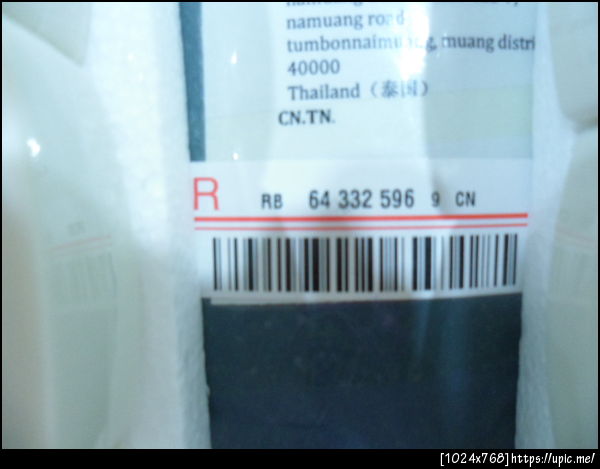 namuang road
tumbonnaimuang, muang distri
40000
Thailand（泰国）
CN.TN.
R RB 64 332 596 9 CN
[1024x768]https://upic.me/